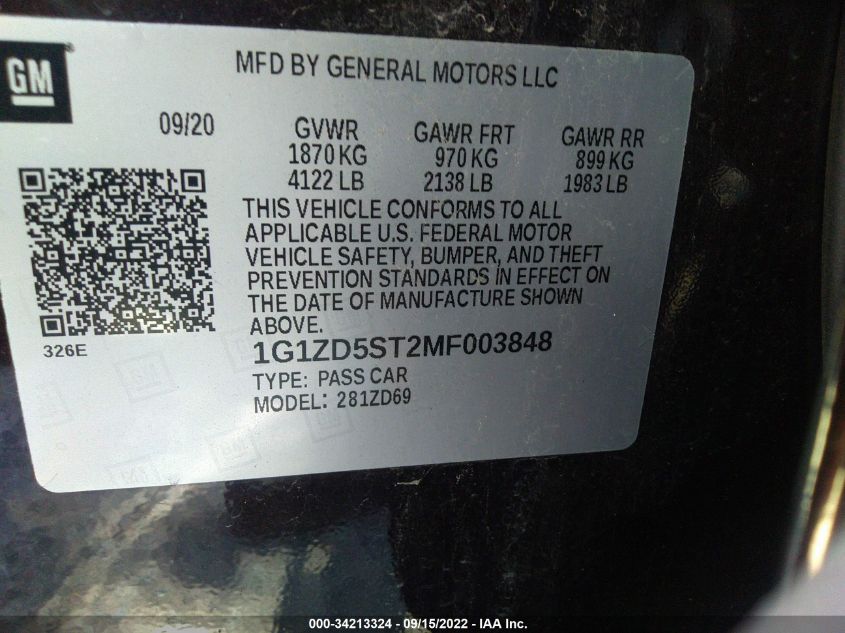 GM
MFD BY GENERAL MOTORS LLC
09/20 GVWR GAWR FRT GAWR RR
1870 KG 970 KG 899 KG
4122 LB 2138 LB 1983 LB
THIS VEHICLE CONFORMS TO ALL
APPLICABLE U.S. FEDERAL MOTOR
VEHICLE SAFETY, BUMPER, AND THEFT
PREVENTION STANDARDS IN EFFECT ON
THE DATE OF MANUFACTURE SHOWN
ABOVE.
326E
1G1ZD5ST2MF003848
TYPE: PASS CAR
MODEL: 281ZD69
000-34213324 - 09/15/2022 - IAA Inc.